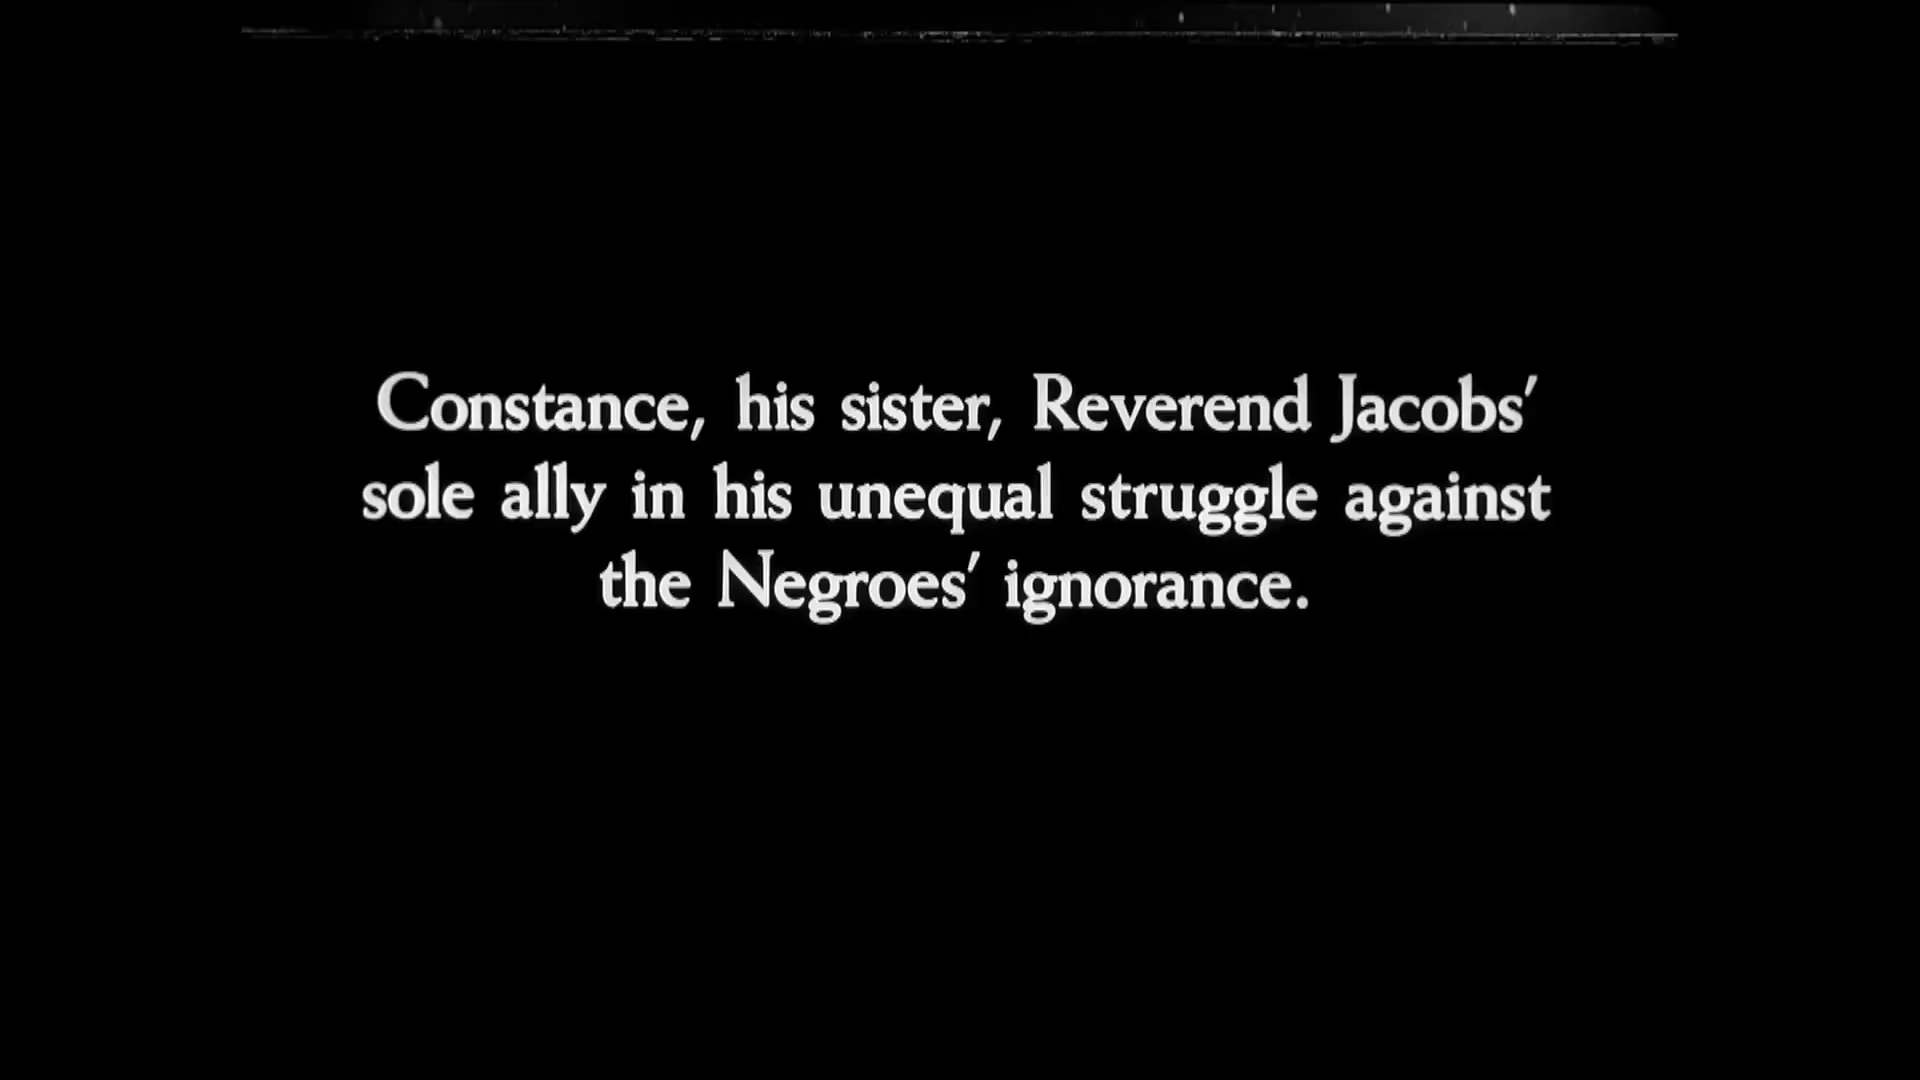 Constance, his sister, Reverend Jacobs'
sole ally in his unequal struggle against
the Negroes' ignorance.